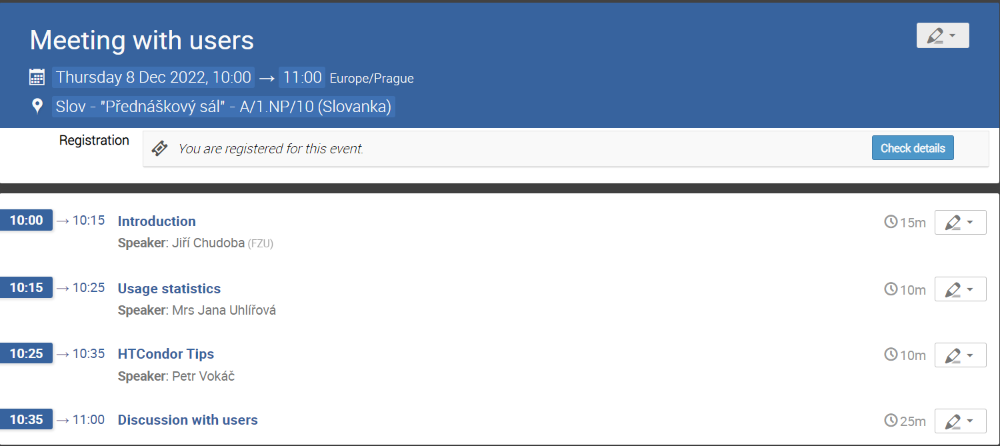 Meeting with users
Thursday 8 Dec 2022, 10:00 → 11:00 Europe/Prague
Slov - "Přednáškový sál" - A/1.NP/10 (Slovanka)
Registration You are registered for this event. Check details
10:00 → 10:15 Introduction 15m
Speaker: Jiří Chudoba (FZU)
10:15 → 10:25 Usage statistics 10m
Speaker: Mrs Jana Uhlířová
10:25 → 10:35 HTCondor Tips 10m
Speaker: Petr Vokáč
10:35 → 11:00 Discussion with users 25m